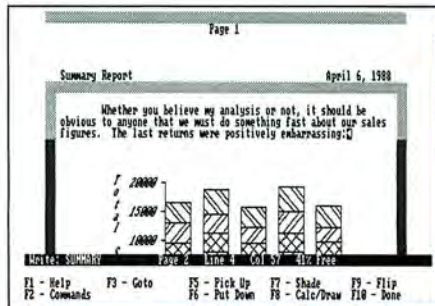 Page 1
Summary Report April 6, 1988
Whether you believe my analysis or not, it should be
obvious to anyone that we must do something fast about our sales
figures. The last returns were positively embarrassing:
T
o
t
a
l
s
20000
15000
10000
Write: SUMMARY Page 2 Line 4 Col 57 41% Free
F1 - Help F3 - Goto F5 - Pick Up F7 - Shade F9 - Flip
F2 - Commands F6 - Put Down F8 - Calc/Draw F10 - Done